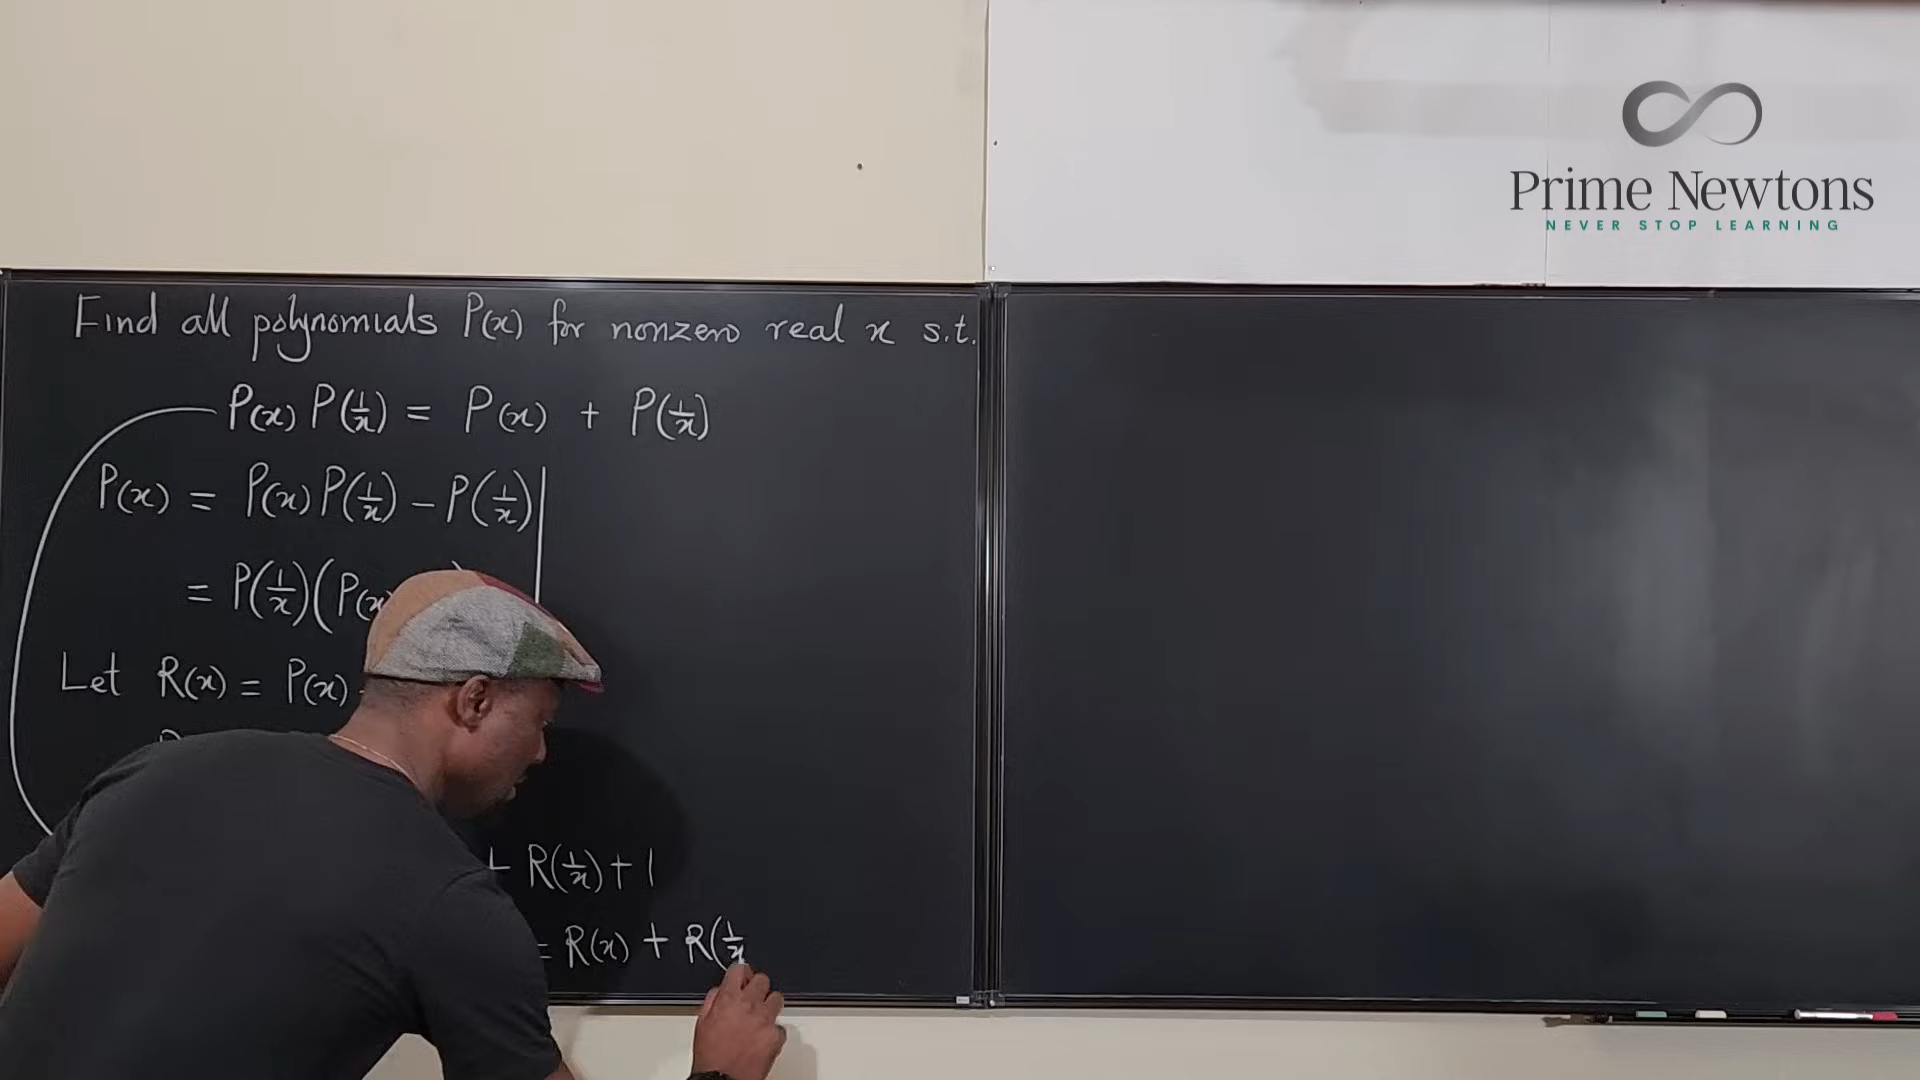 Prime Newtons
NEVER STOP LEARNING
Find all polynomials P(x) for nonzero real x s.t.
P(x) P(1/x) = P(x) + P(1/x)
P(x) = P(x) P(1/x) - P(1/x)
= P(1/x)(P(x
Let R(x) = P(x)
R(1/x) + 1
= R(x) + R(1/x